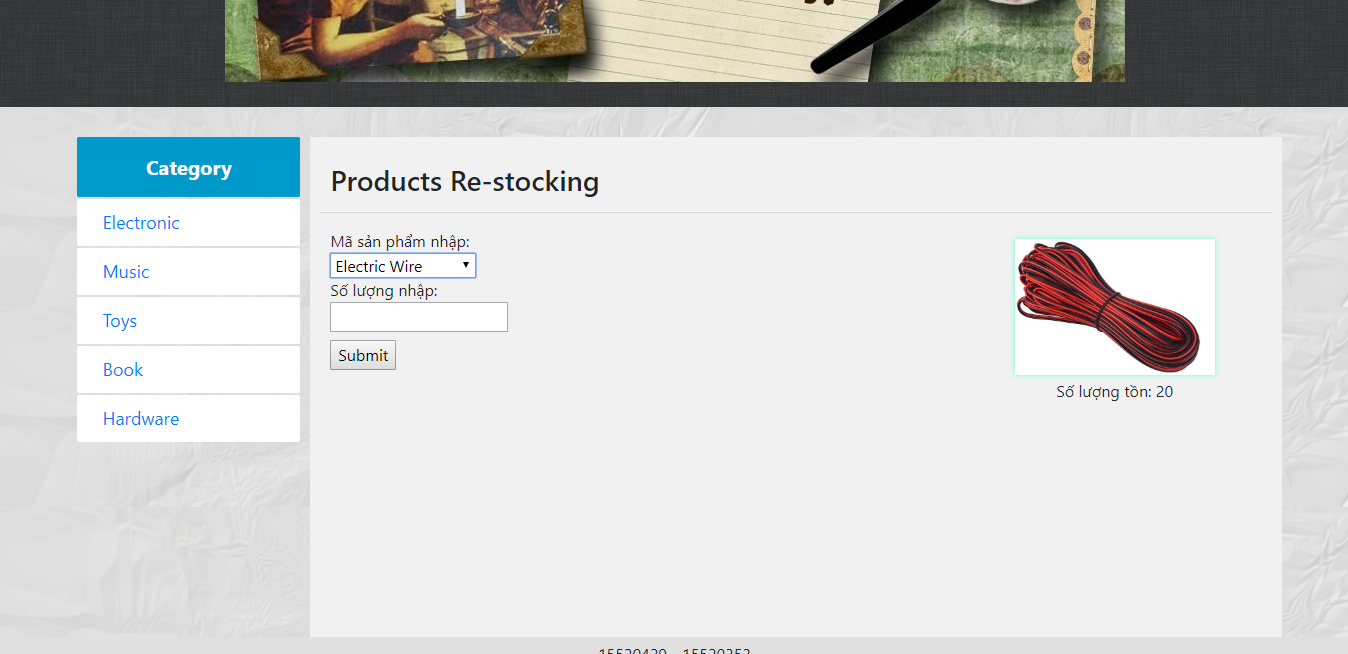 Category
Electronic
Music
Toys
Book
Hardware
Products Re-stocking
Mã sản phẩm nhập:
Electric Wire
Số lượng nhập:
Submit
Số lượng tồn: 20